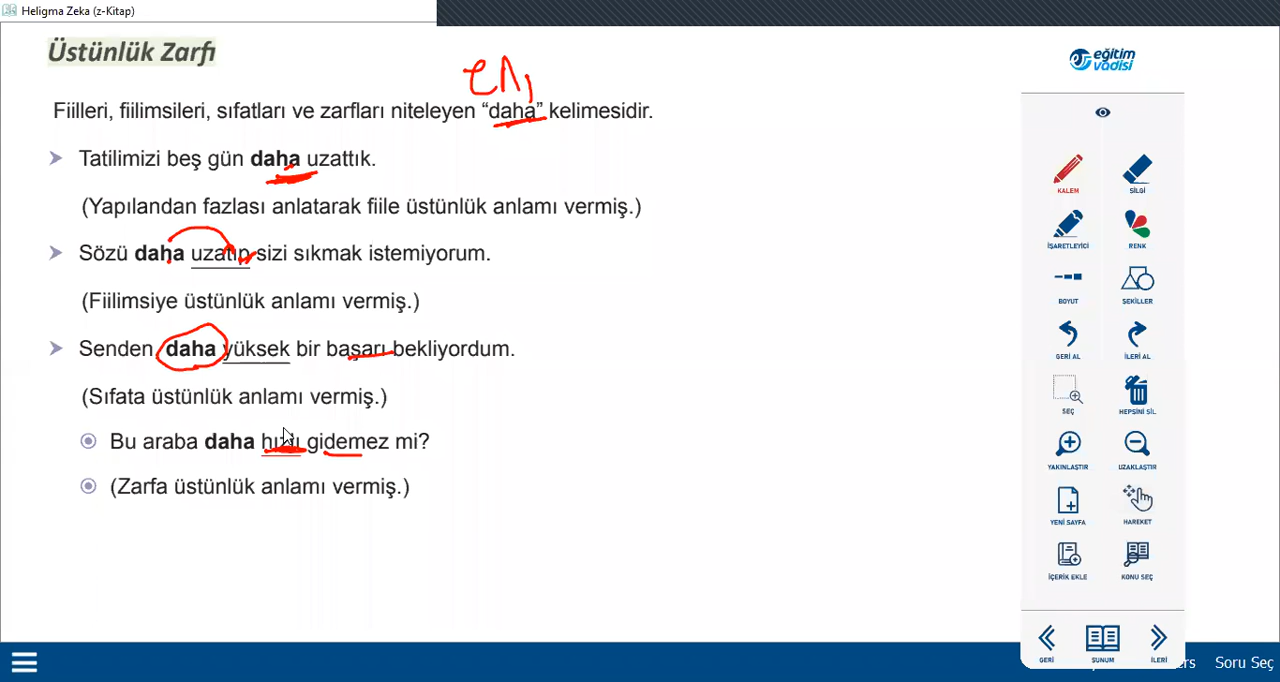 Heligma Zeka (z-Kitap)
Üstünlük Zarfı
eğitim
vadisi
en,
Fiilleri, fiilimsileri, sıfatları ve zarfları niteleyen “daha” kelimesidir.
Tatilimizi beş gün daha uzattık.
(Yapılandan fazlası anlatarak fiile üstünlük anlamı vermiş.)
Sözü daha uzatıp sizi sıkmak istemiyorum.
(Fiilimsiye üstünlük anlamı vermiş.)
Senden daha yüksek bir başarı bekliyordum.
(Sıfata üstünlük anlamı vermiş.)
Bu araba daha hızlı gidemez mi?
(Zarfa üstünlük anlamı vermiş.)
KALEM SİLGİ
İŞARETLEYİCİ RENK
BOYUT ŞEKİLLER
GERİ AL İLERİ AL
SEÇ HEPSİNİ SİL
YAKINLAŞTIR UZAKLAŞTIR
YENİ SAYFA HAREKET
İÇERİK EKLE KONU SEÇ
GERİ SUNUM İLERİ
Soru Seç